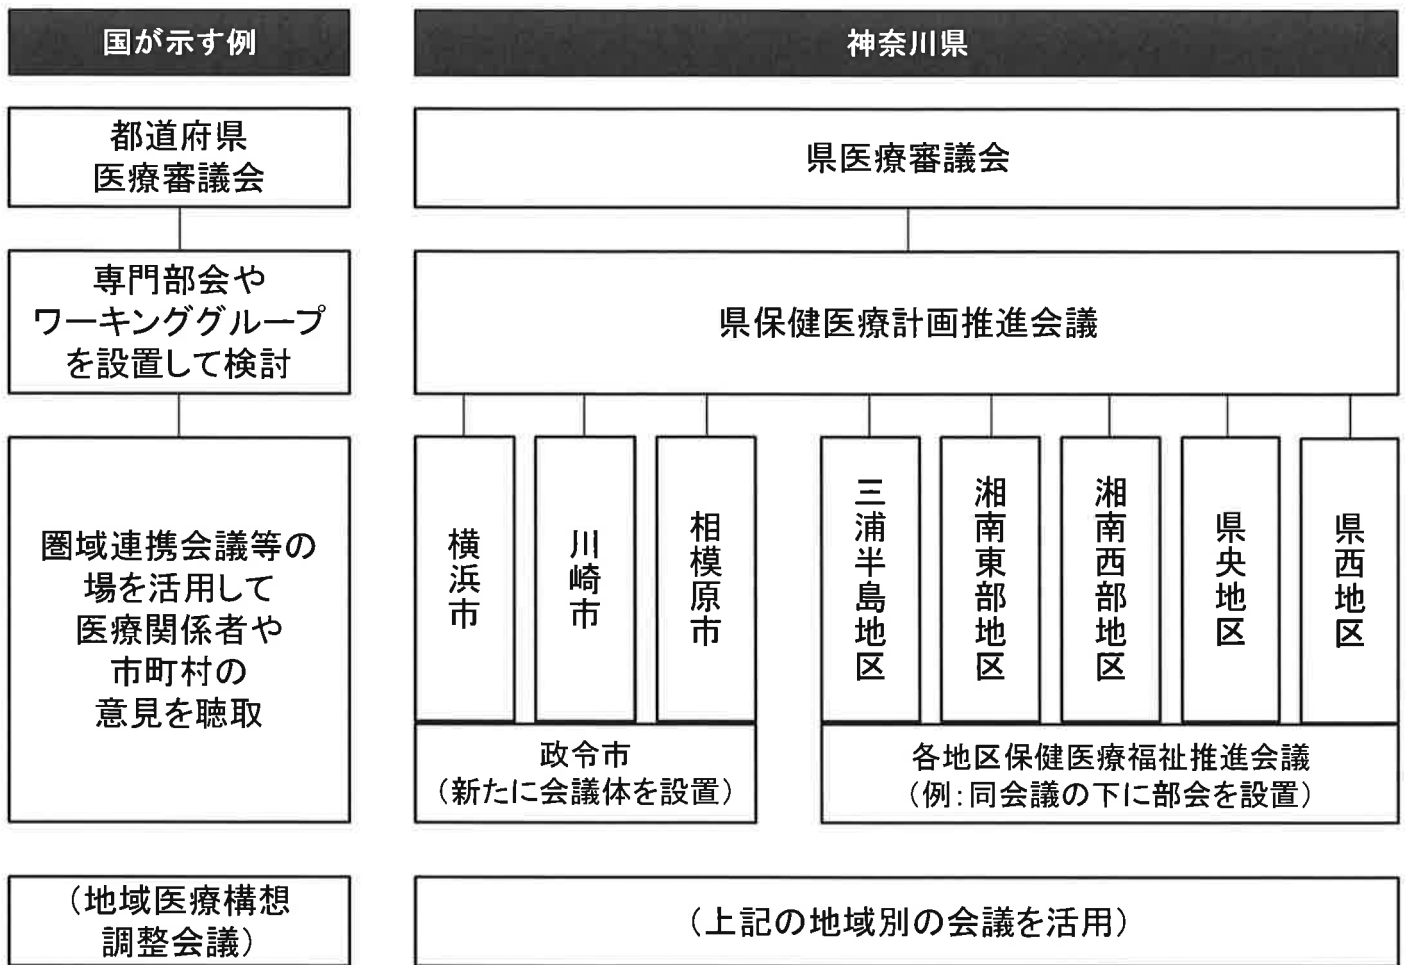 国が示す例
神奈川県
都道府県
医療審議会
県医療審議会
専門部会や
ワーキンググループ
を設置して検討
県保健医療計画推進会議
圏域連携会議等の
場を活用して
医療関係者や
市町村の
意見を聴取
横浜市
川崎市
相模原市
三浦半島地区
湘南東部地区
湘南西部地区
県央地区
県西地区
政令市
（新たに会議体を設置）
各地区保健医療福祉推進会議
（例：同会議の下に部会を設置）
（地域医療構想
調整会議）
（上記の地域別の会議を活用）